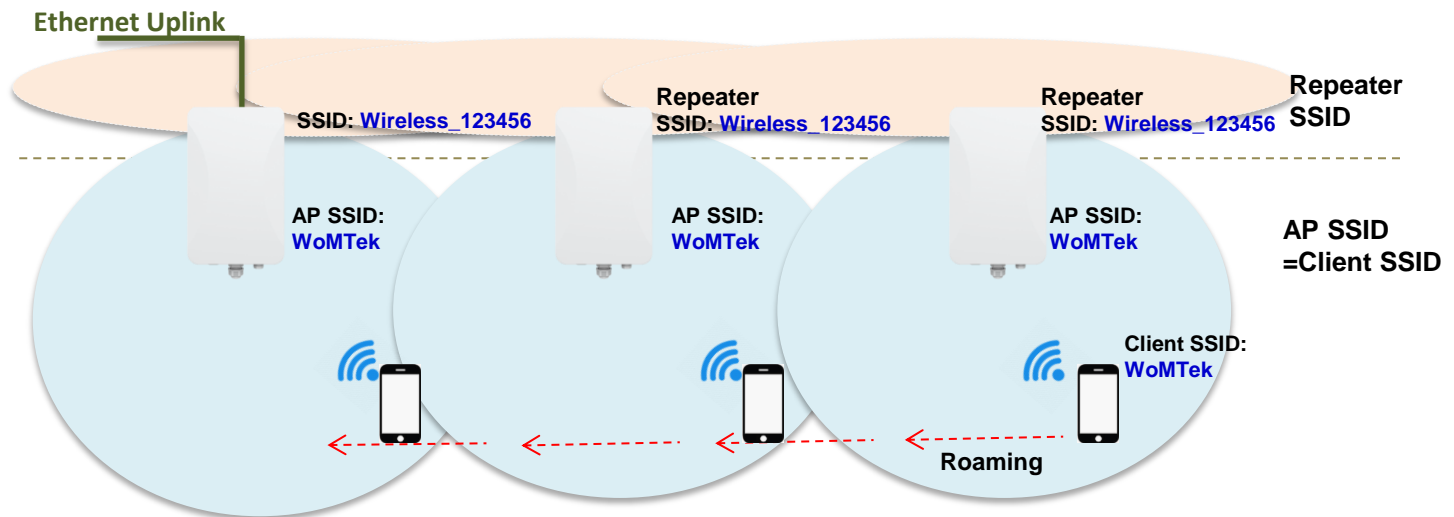 Ethernet Uplink
SSID: Wireless_123456
Repeater
SSID: Wireless_123456
Repeater
SSID: Wireless_123456
Repeater
SSID
AP SSID:
WoMTek
AP SSID:
WoMTek
AP SSID:
WoMTek
AP SSID
=Client SSID
Client SSID:
WoMTek
Roaming